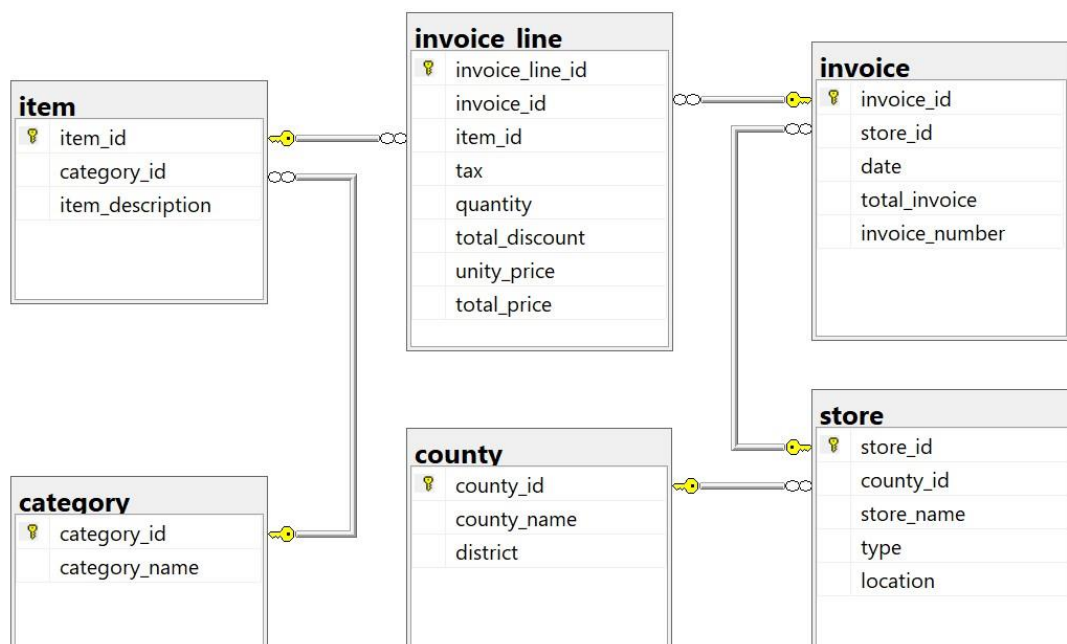 item
item_id
category_id
item_description
invoice_line
invoice_line_id
invoice_id
item_id
tax
quantity
total_discount
unity_price
total_price
invoice
invoice_id
store_id
date
total_invoice
invoice_number
category
category_id
category_name
county
county_id
county_name
district
store
store_id
county_id
store_name
type
location